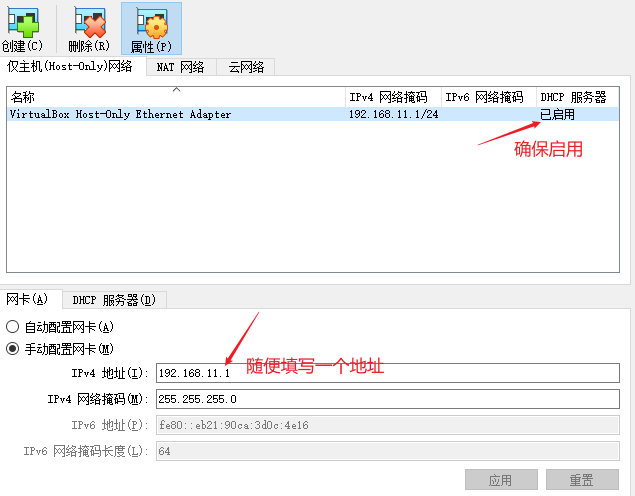 创建(C) 删除(R) 属性(P)
仅主机(Host-Only)网络 NAT 网络 云网络
名称 IPv4 网络掩码 IPv6 网络掩码 DHCP 服务器
VirtualBox Host-Only Ethernet Adapter 192.168.11.1/24 已启用
确保启用
网卡(A) DHCP 服务器(D)
自动配置网卡(A)
手动配置网卡(M)
IPv4 地址(I): 192.168.11.1
随便填写一个地址
IPv4 网络掩码(M): 255.255.255.0
IPv6 地址(P): fe80::eb21:90ca:3d0c:4e16
IPv6 网络掩码长度(L): 64
应用 重置